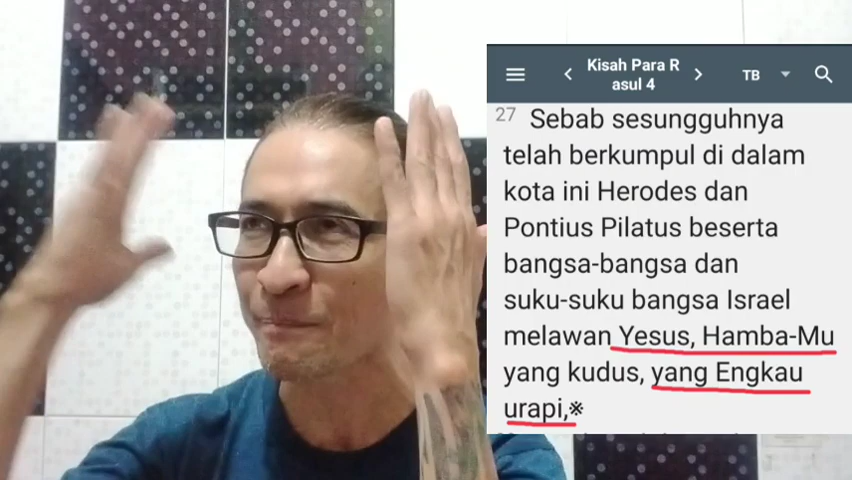 Kisah Para R
asul 4
TB
27 Sebab sesungguhnya
telah berkumpul di dalam
kota ini Herodes dan
Pontius Pilatus beserta
bangsa-bangsa dan
suku-suku bangsa Israel
melawan Yesus, Hamba-Mu
yang kudus, yang Engkau
urapi,※